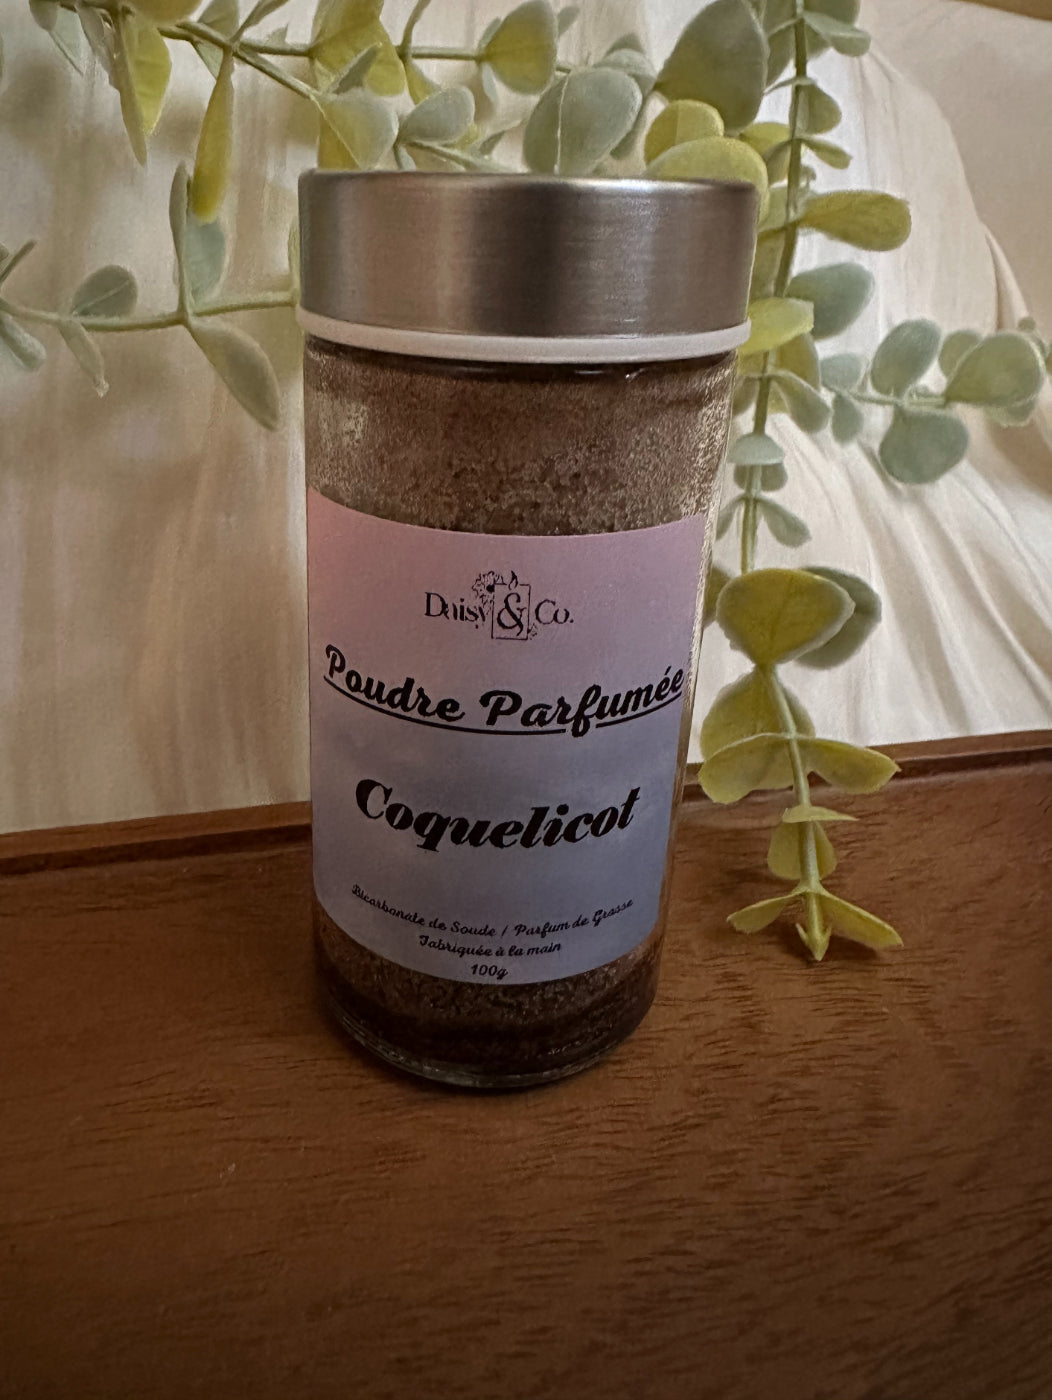 Daisy & Co.
Poudre Parfumée
Coquelicot
Bicarbonate de Soude / Parfum de Grasse
Fabriquée à la main
100g